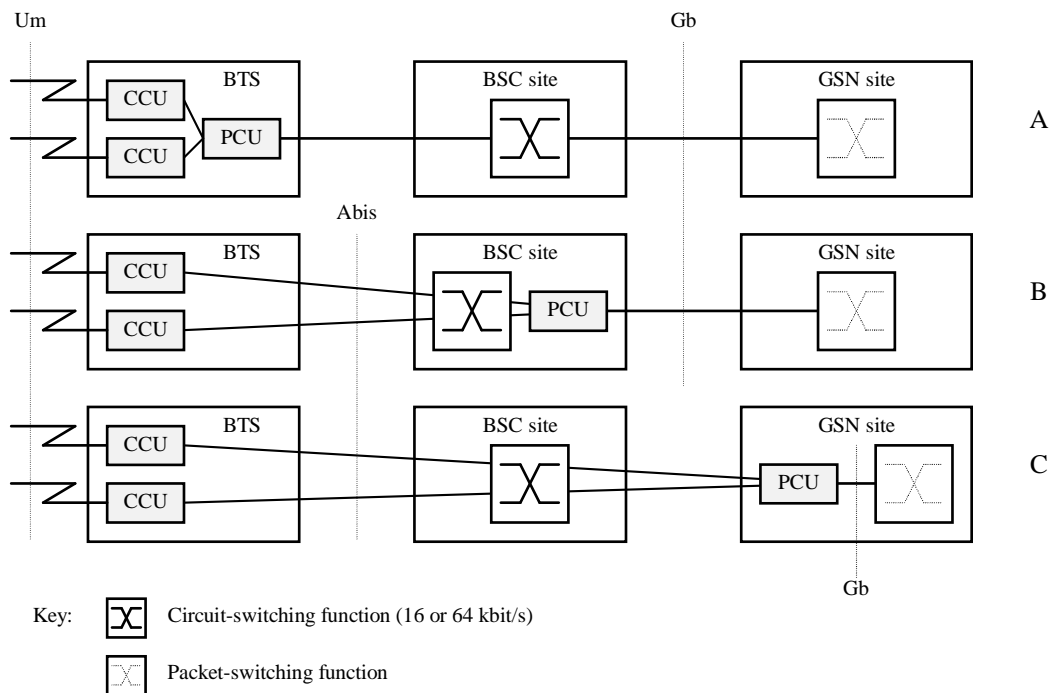 Um
Gb
BTS
BSC site
GSN site
CCU
CCU
PCU
A
Abis
BTS
BSC site
GSN site
CCU
CCU
PCU
B
BTS
BSC site
GSN site
CCU
CCU
PCU
C
Gb
Key:
Circuit-switching function (16 or 64 kbit/s)
Packet-switching function